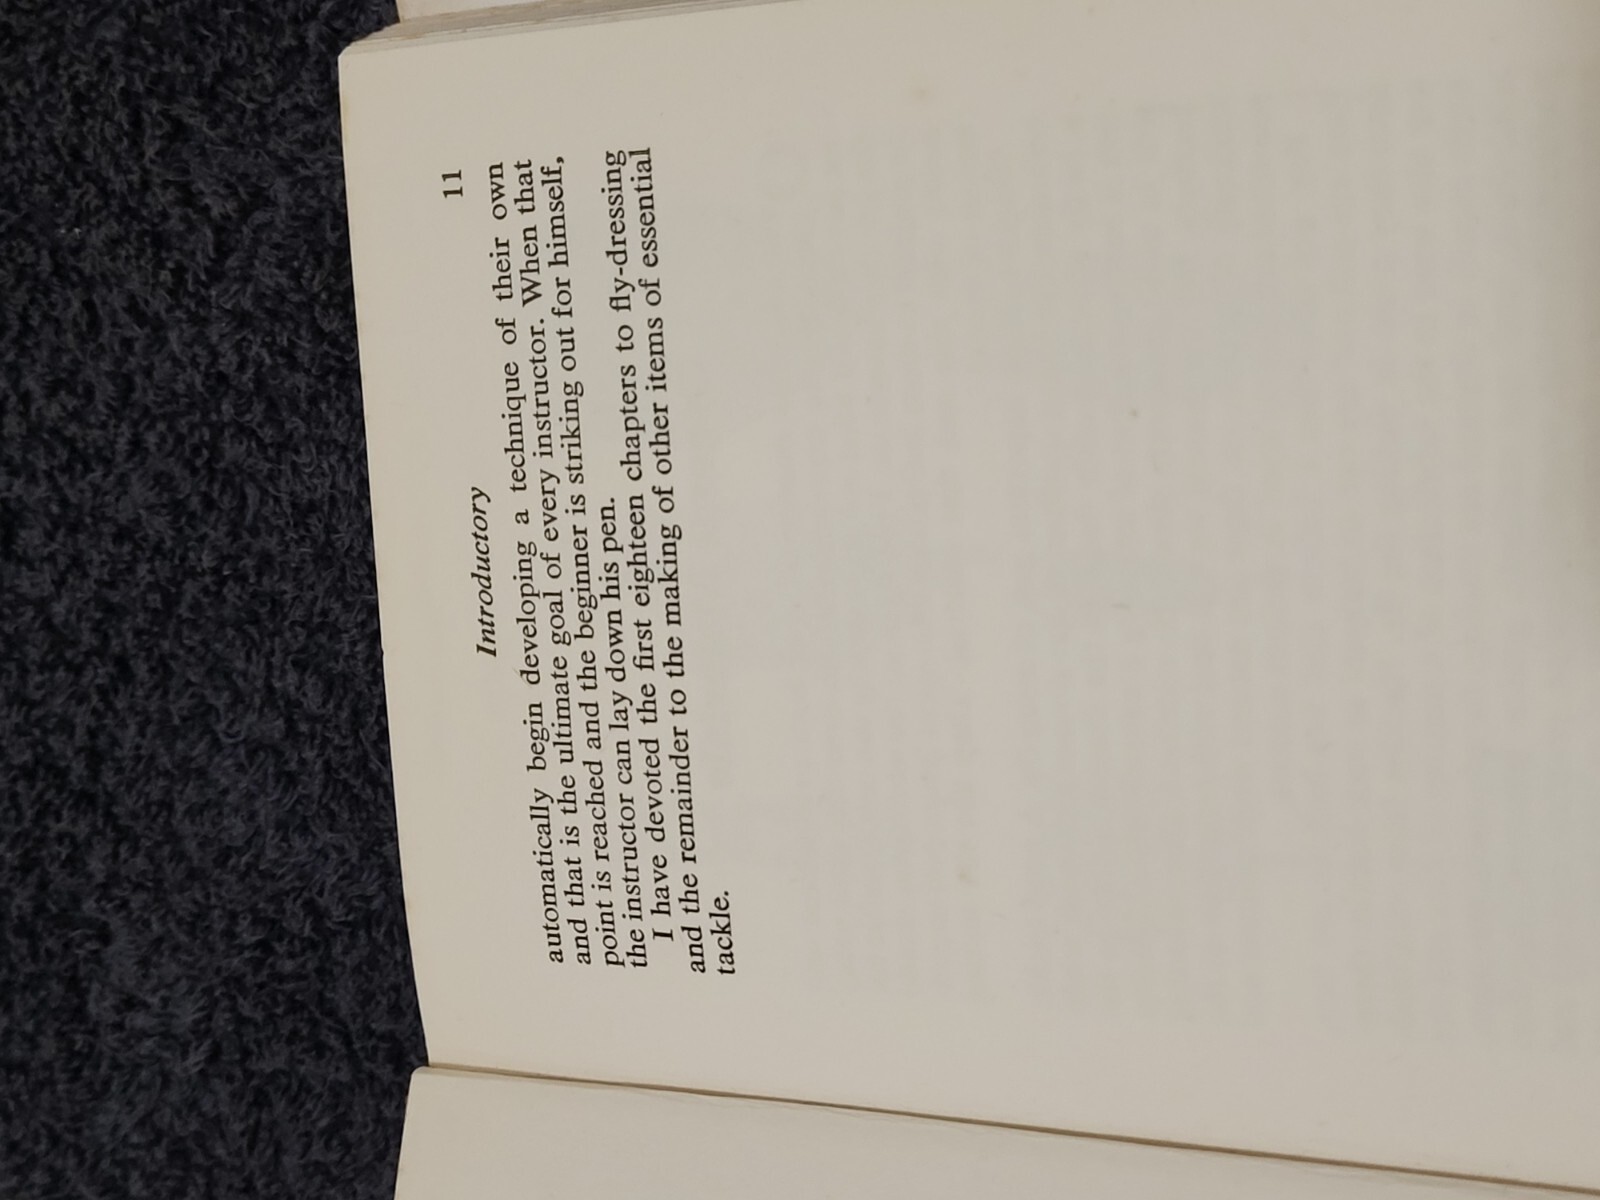 Introductory 11
automatically begin developing a technique of their own
and that is the ultimate goal of every instructor. When that
point is reached and the beginner is striking out for himself,
the instructor can lay down his pen.
I have devoted the first eighteen chapters to fly-dressing
and the remainder to the making of other items of essential
tackle.